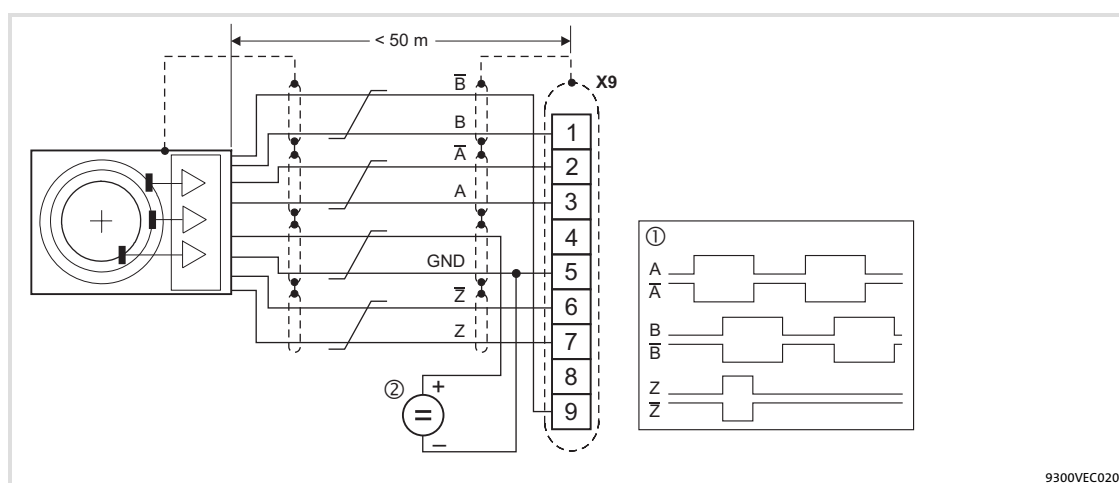 < 50 m
X9
B̅
B
A̅
A
GND
Z̅
Z
1
2
3
4
5
6
7
8
9
②
+
=
–
①
A
A̅
B
B̅
Z
Z̅
9300VEC020